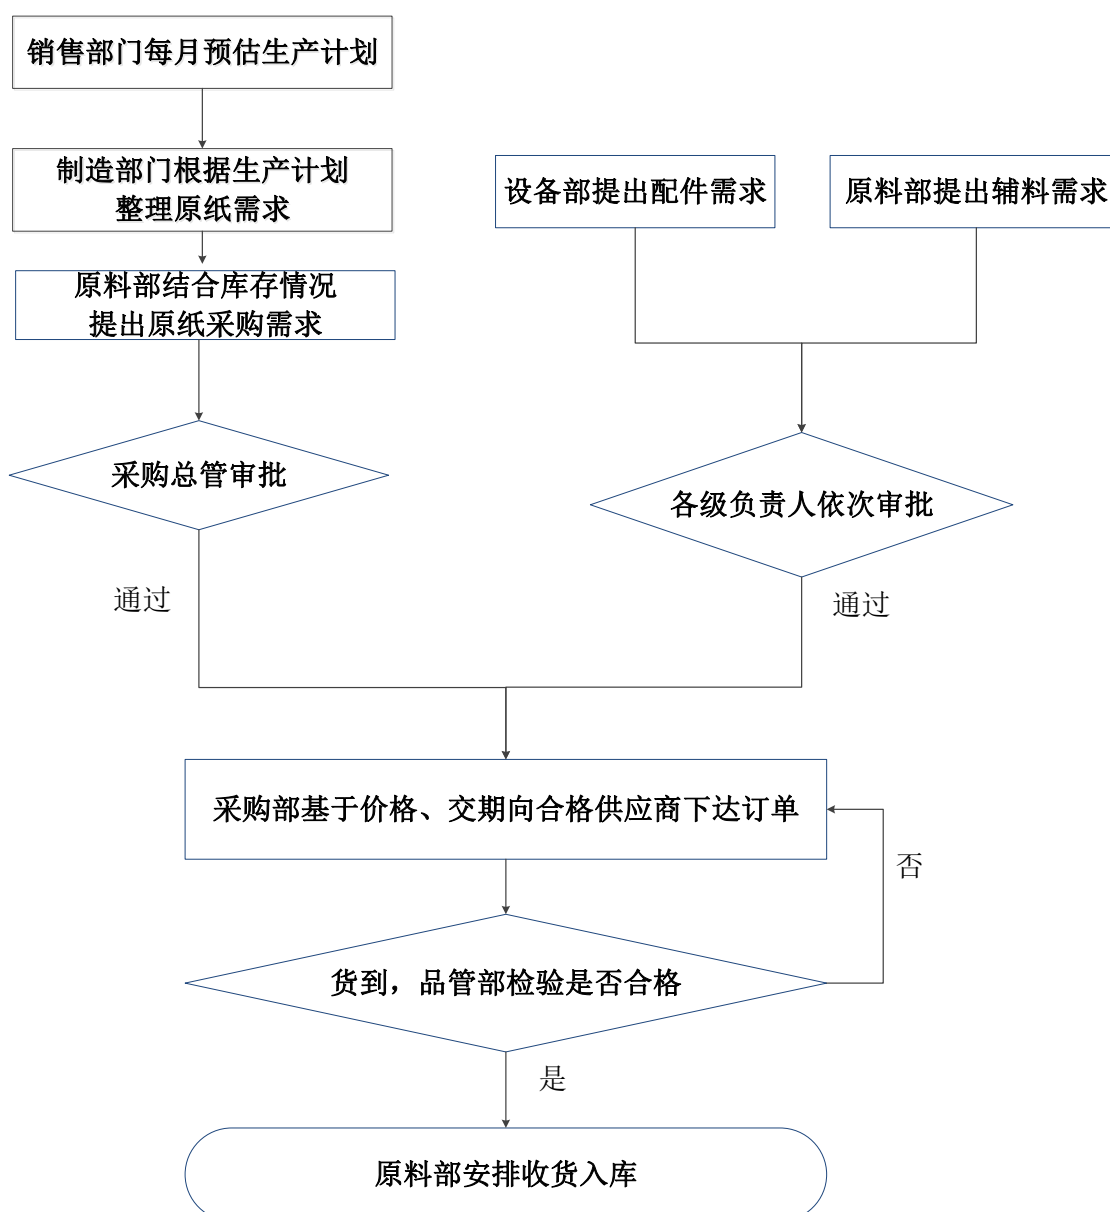 销售部门每月预估生产计划
制造部门根据生产计划
整理原纸需求
设备部提出配件需求
原料部提出辅料需求
原料部结合库存情况
提出原纸采购需求
采购总管审批
各级负责人依次审批
通过
通过
采购部基于价格、交期向合格供应商下达订单
否
货到，品管部检验是否合格
是
原料部安排收货入库